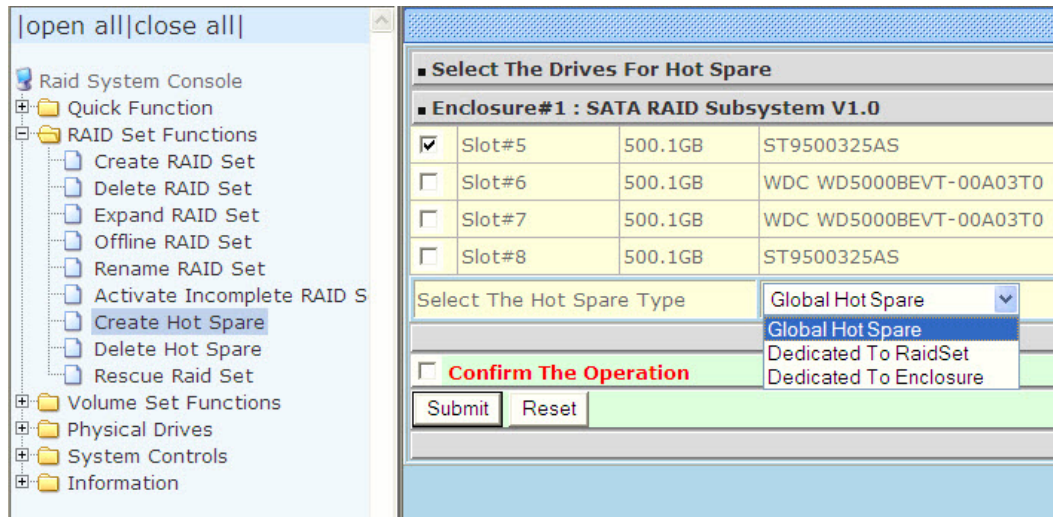 |open all|close all|
Raid System Console
Quick Function
RAID Set Functions
Create RAID Set
Delete RAID Set
Expand RAID Set
Offline RAID Set
Rename RAID Set
Activate Incomplete RAID S
Create Hot Spare
Delete Hot Spare
Rescue Raid Set
Volume Set Functions
Physical Drives
System Controls
Information
Select The Drives For Hot Spare
Enclosure#1 : SATA RAID Subsystem V1.0
Slot#5 500.1GB ST9500325AS
Slot#6 500.1GB WDC WD5000BEVT-00A03T0
Slot#7 500.1GB WDC WD5000BEVT-00A03T0
Slot#8 500.1GB ST9500325AS
Select The Hot Spare Type Global Hot Spare
Global Hot Spare
Dedicated To RaidSet
Dedicated To Enclosure
Confirm The Operation
Submit Reset